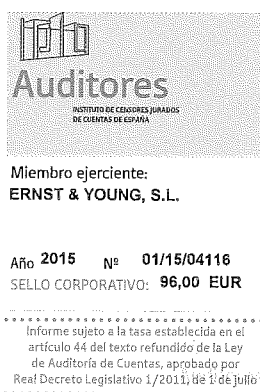 Auditores
INSTITUTO DE CENSORES JURADOS
DE CUENTAS DE ESPAÑA
Miembro ejerciente:
ERNST & YOUNG, S.L.
Año 2015 Nº 01/15/04116
SELLO CORPORATIVO: 96,00 EUR
Informe sujeto a la tasa establecida en el
artículo 44 del texto refundido de la Ley
de Auditoría de Cuentas, aprobado por
Real Decreto Legislativo 1/2011, de 1 de julio